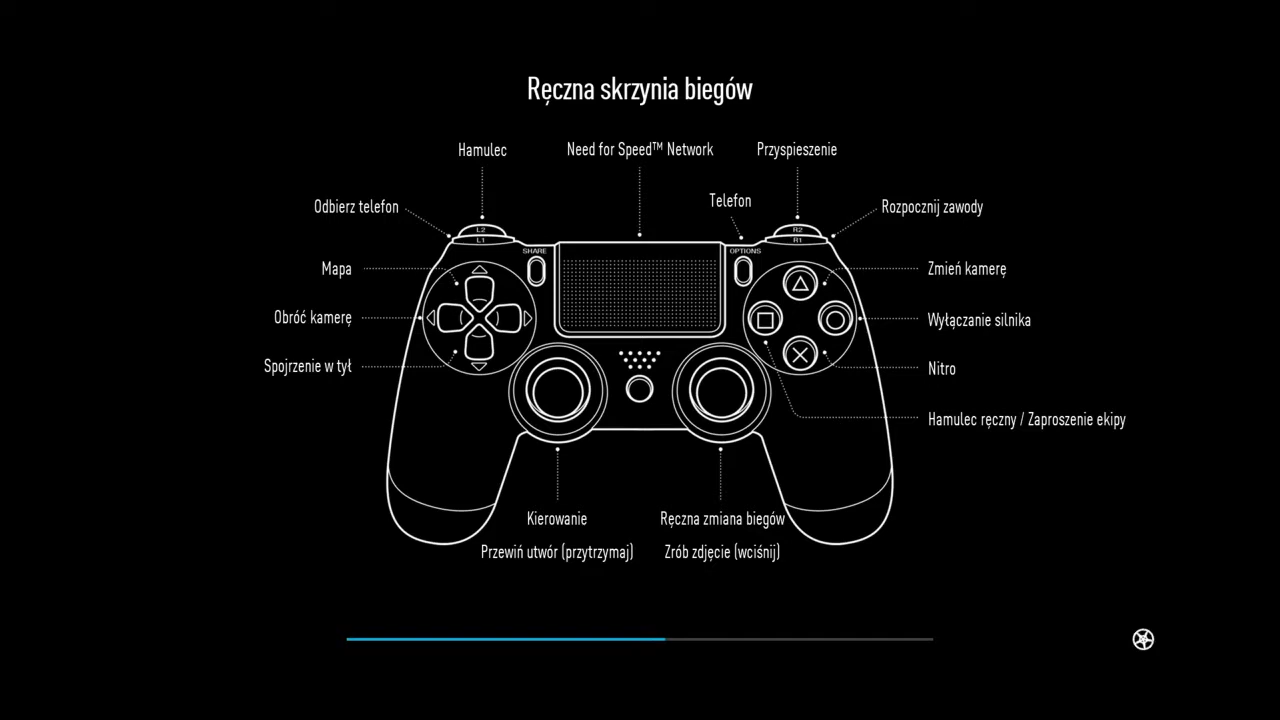 Ręczna skrzynia biegów
Hamulec
Need for Speed™ Network
Przyspieszenie
Odbierz telefon
Telefon
Rozpocznij zawody
L2
L1
R2
R1
SHARE
OPTIONS
Mapa
Zmień kamerę
Obróć kamerę
Wyłączanie silnika
Spojrzenie w tył
Nitro
Hamulec ręczny / Zaproszenie ekipy
Kierowanie
Przewiń utwór (przytrzymaj)
Ręczna zmiana biegów
Zrób zdjęcie (wciśnij)